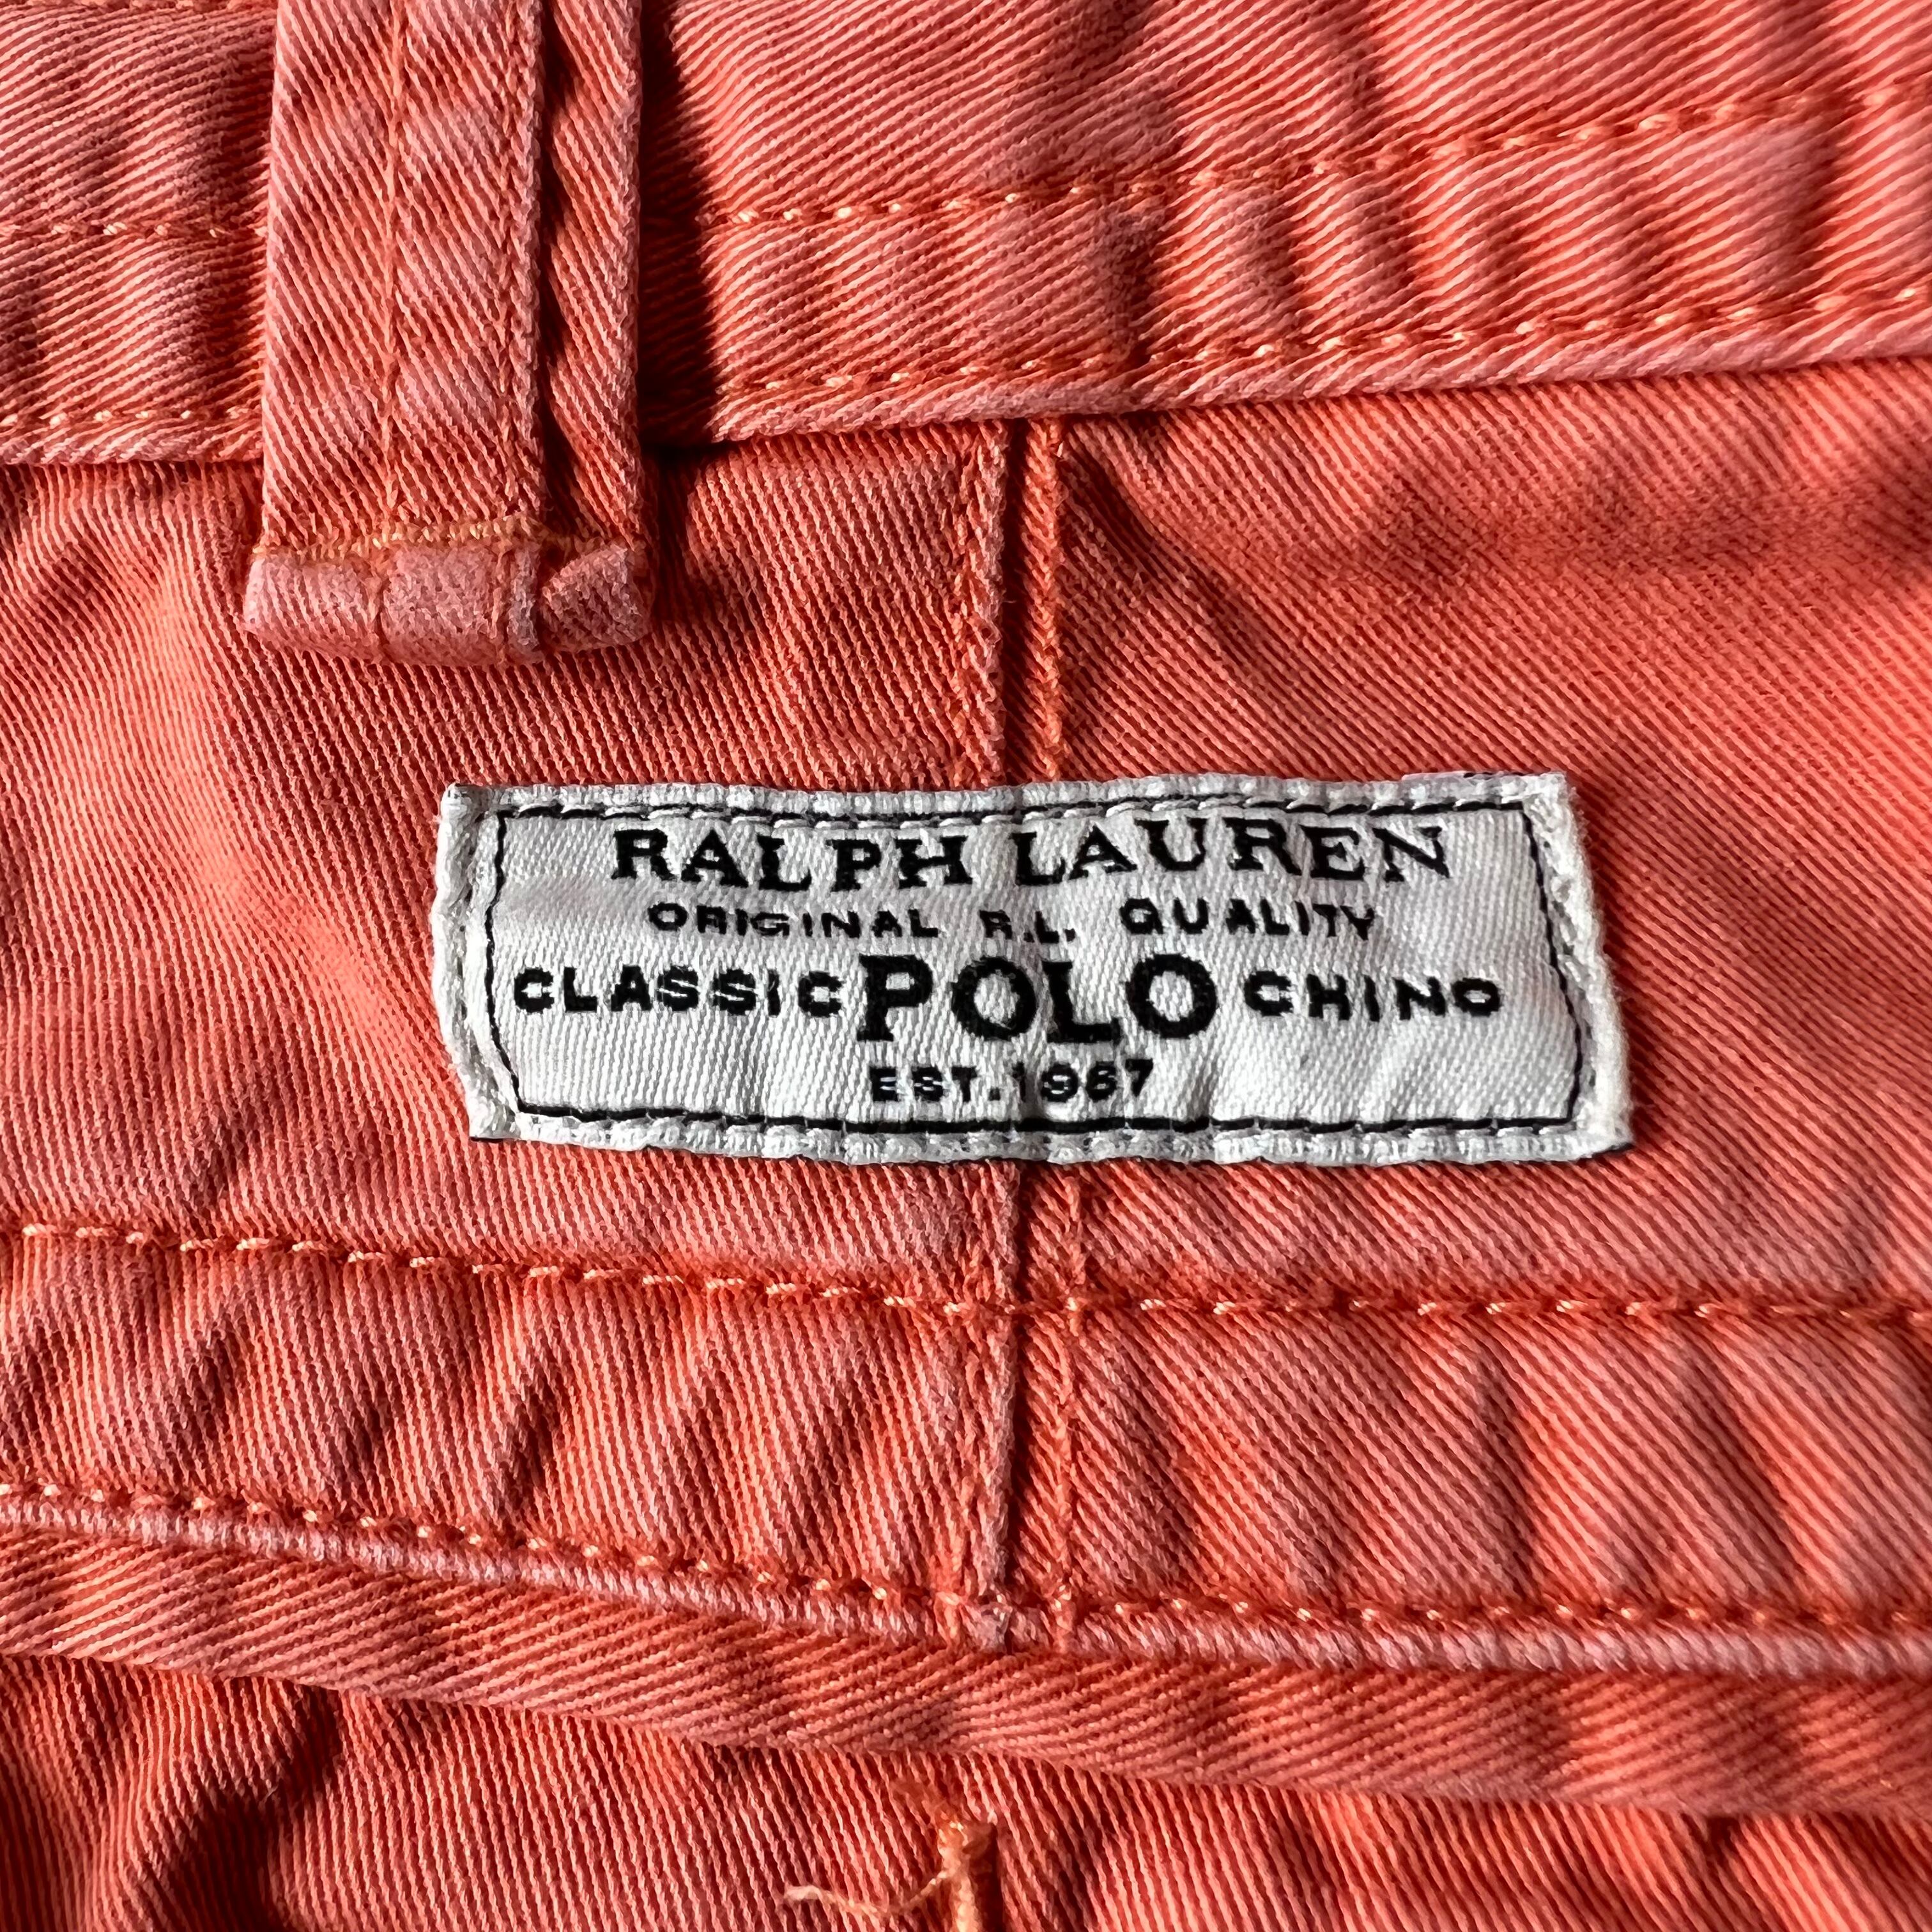 RALPH LAUREN
ORIGINAL R.L. QUALITY
CLASSIC POLO CHINO
EST. 1967